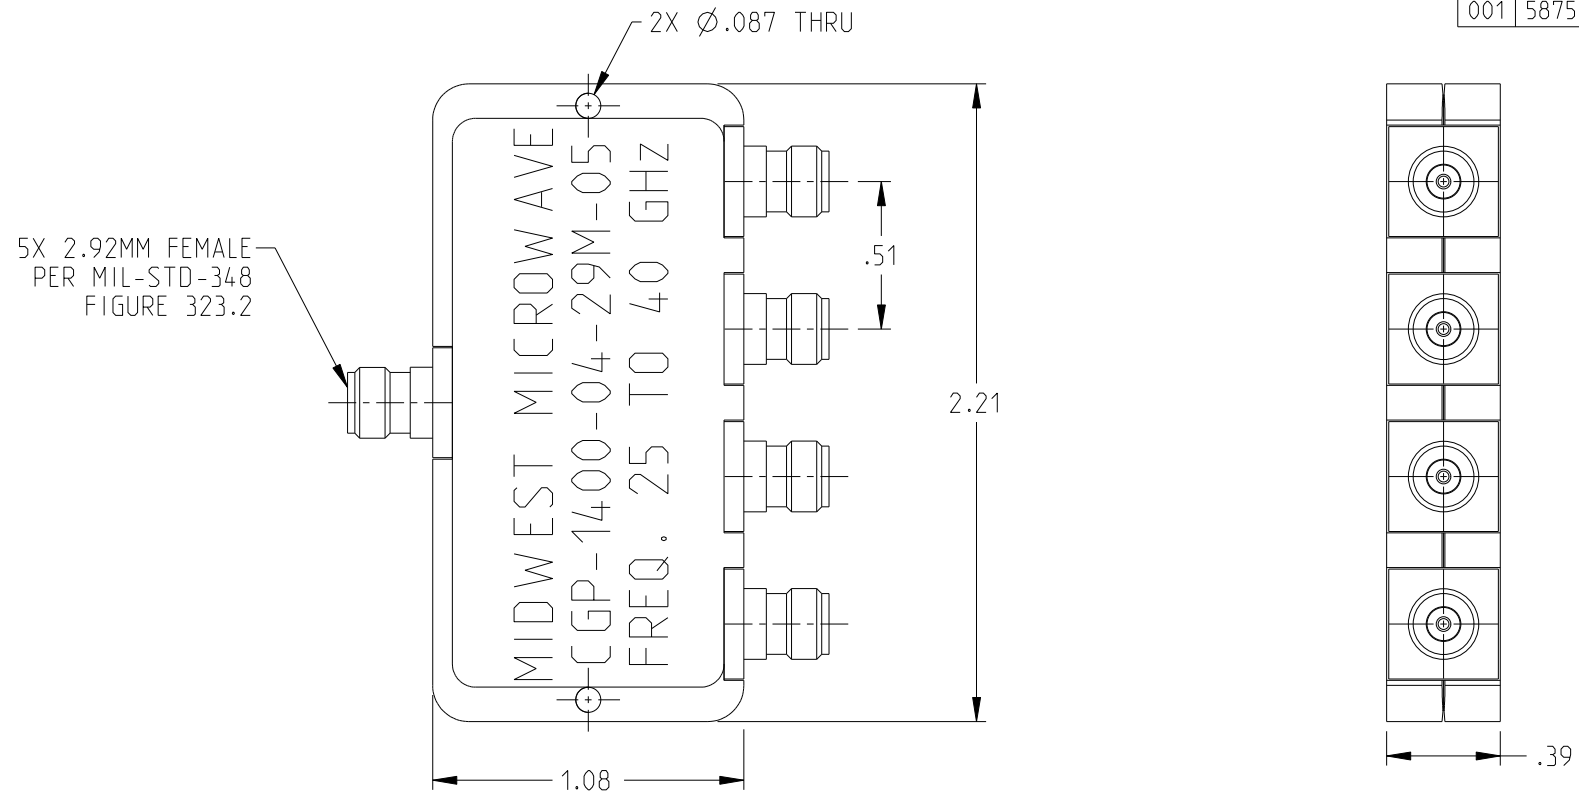 2X Ø.087 THRU
001 5875
5X 2.92MM FEMALE
PER MIL-STD-348
FIGURE 323.2
MIDWEST MICROWAVE
CGP-1400-04-29M-05
FREQ. 25 TO 40 GHz
.51
2.21
1.08
.39